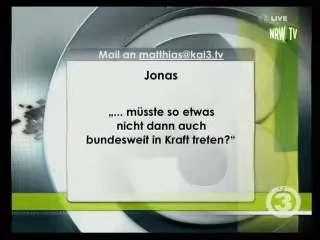 LIVE
NRW TV
Mail an matthias@kai3.tv
Jonas
„... müsste so etwas
nicht dann auch
bundesweit in Kraft treten?“
3